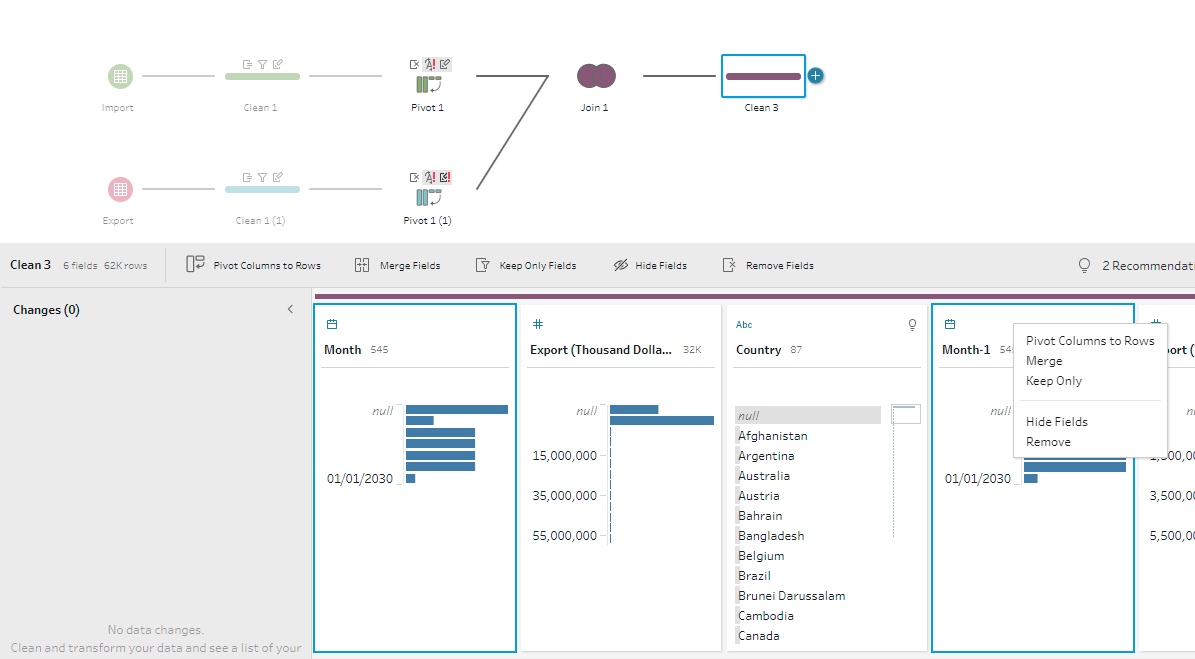 Import
Clean 1
Pivot 1
Join 1
Clean 3
Export
Clean 1 (1)
Pivot 1 (1)
Clean 3 6 fields 62K rows Pivot Columns to Rows Merge Fields Keep Only Fields Hide Fields Remove Fields 2 Recommendati
Changes (0)
No data changes.
Clean and transform your data and see a list of your
Month 545
null
01/01/2030
Export (Thousand Dolla... 32K
null
15,000,000
35,000,000
55,000,000
Abc
Country 87
null
Afghanistan
Argentina
Australia
Austria
Bahrain
Bangladesh
Belgium
Brazil
Brunei Darussalam
Cambodia
Canada
Month-1 54
null
01/01/2030
Pivot Columns to Rows
Merge
Keep Only
Hide Fields
Remove
port (
3,500,00
5,500,00